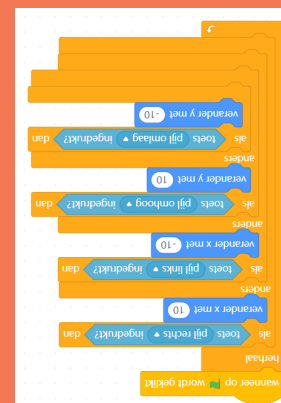 wanneer op wordt geklikt
herhaal
als toets pijl rechts ingedrukt? dan
verander x met 10
anders
als toets pijl links ingedrukt? dan
verander x met -10
anders
als toets pijl omhoog ingedrukt? dan
verander y met 10
anders
als toets pijl omlaag ingedrukt? dan
verander y met -10